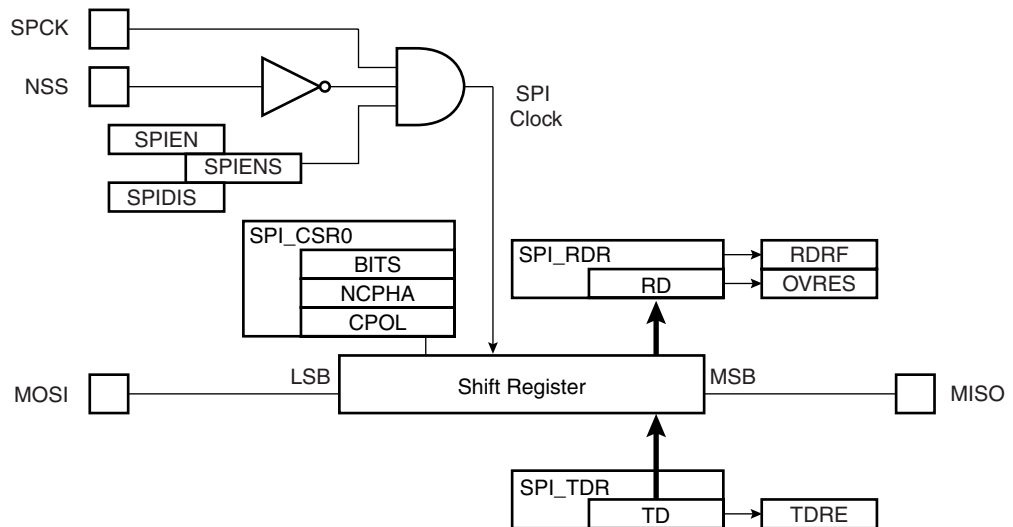 SPCK
NSS
SPI
Clock
SPIEN
SPIENS
SPIDIS
SPI_CSR0
BITS
NCPHA
CPOL
SPI_RDR
RD
RDRF
OVRES
MOSI
LSB
Shift Register
MSB
MISO
SPI_TDR
TD
TDRE